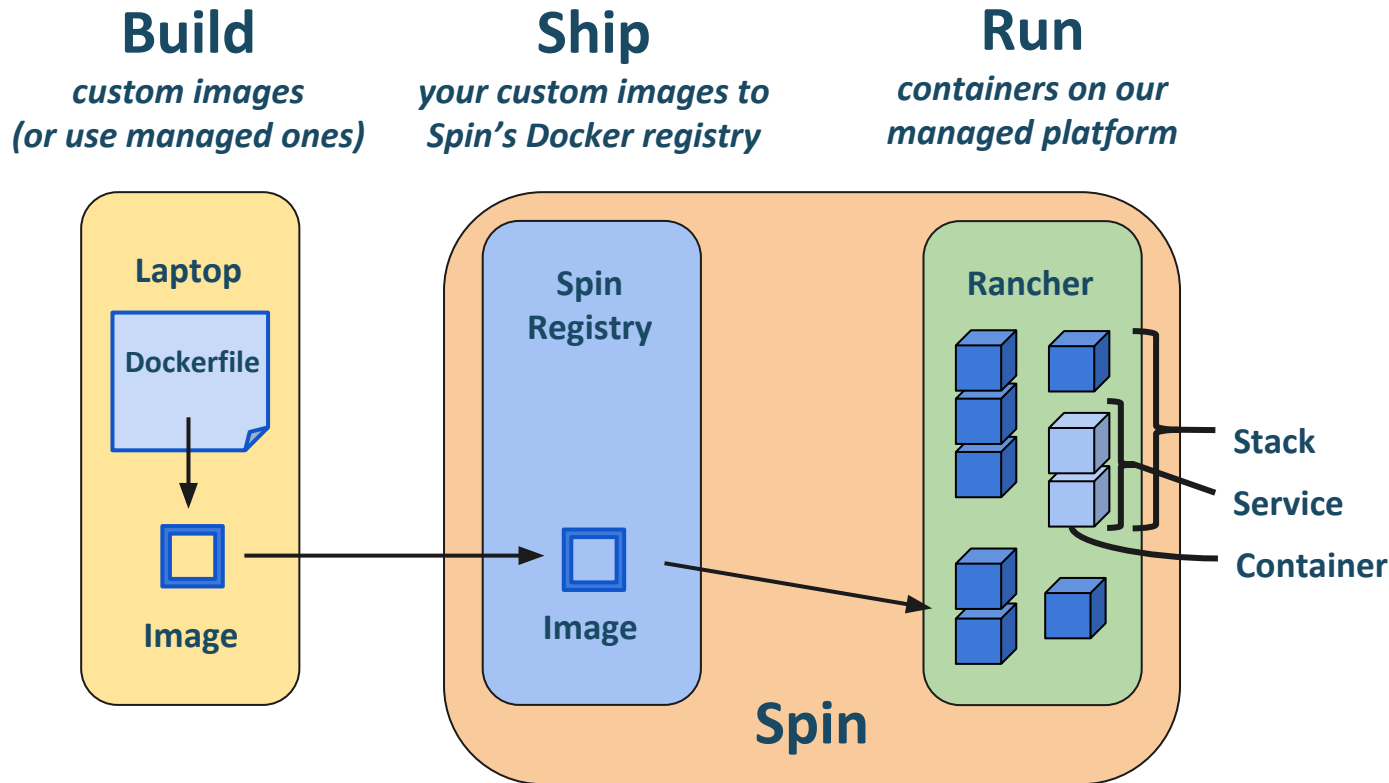 Build
custom images
(or use managed ones)
Ship
your custom images to
Spin’s Docker registry
Run
containers on our
managed platform
Laptop
Dockerfile
Image
Spin
Registry
Image
Rancher
Stack
Service
Container
Spin